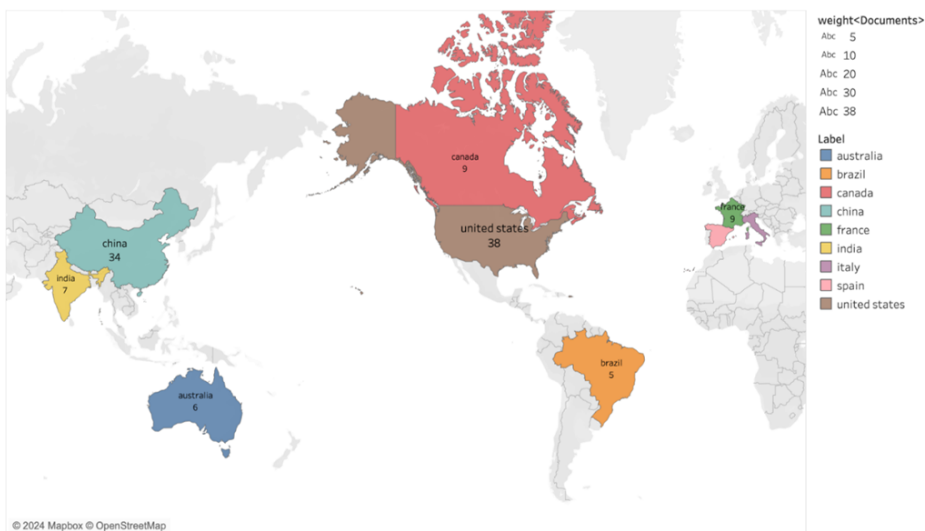 weight<Documents>
Abc 5
Abc 10
Abc 20
Abc 30
Abc 38
Label
australia
brazil
canada
china
france
india
italy
spain
united states
canada
9
united states
38
china
34
india
7
france
9
brazil
5
australia
6
© 2024 Mapbox © OpenStreetMap